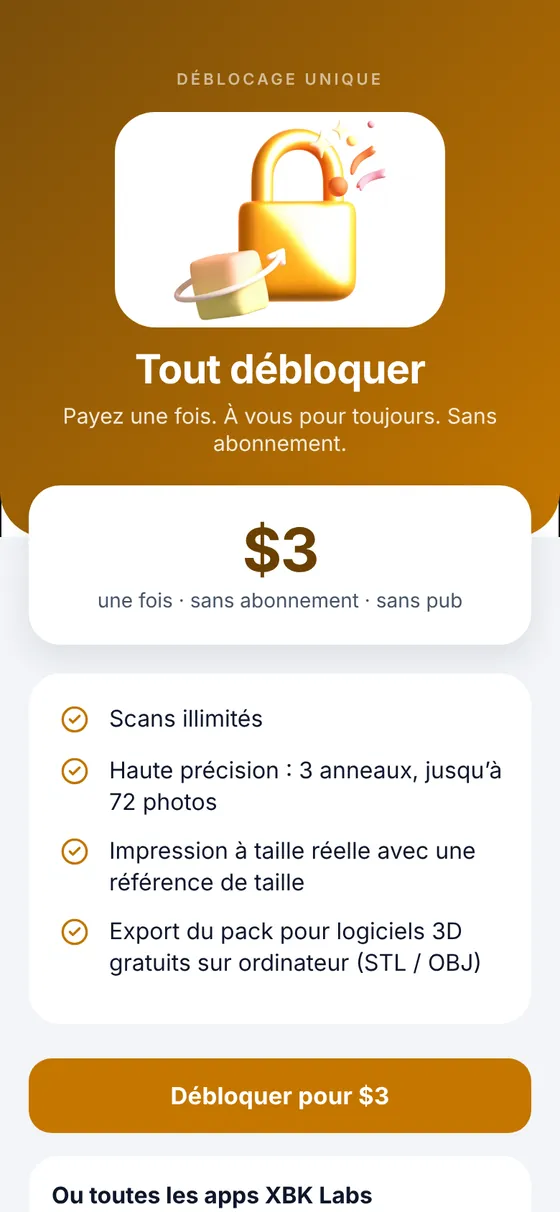 DÉBLOCAGE UNIQUE
Tout débloquer
Payez une fois. À vous pour toujours. Sans
abonnement.
$3
une fois · sans abonnement · sans pub
Scans illimités
Haute précision : 3 anneaux, jusqu’à
72 photos
Impression à taille réelle avec une
référence de taille
Export du pack pour logiciels 3D
gratuits sur ordinateur (STL / OBJ)
Débloquer pour $3
Ou toutes les apps XBK Labs